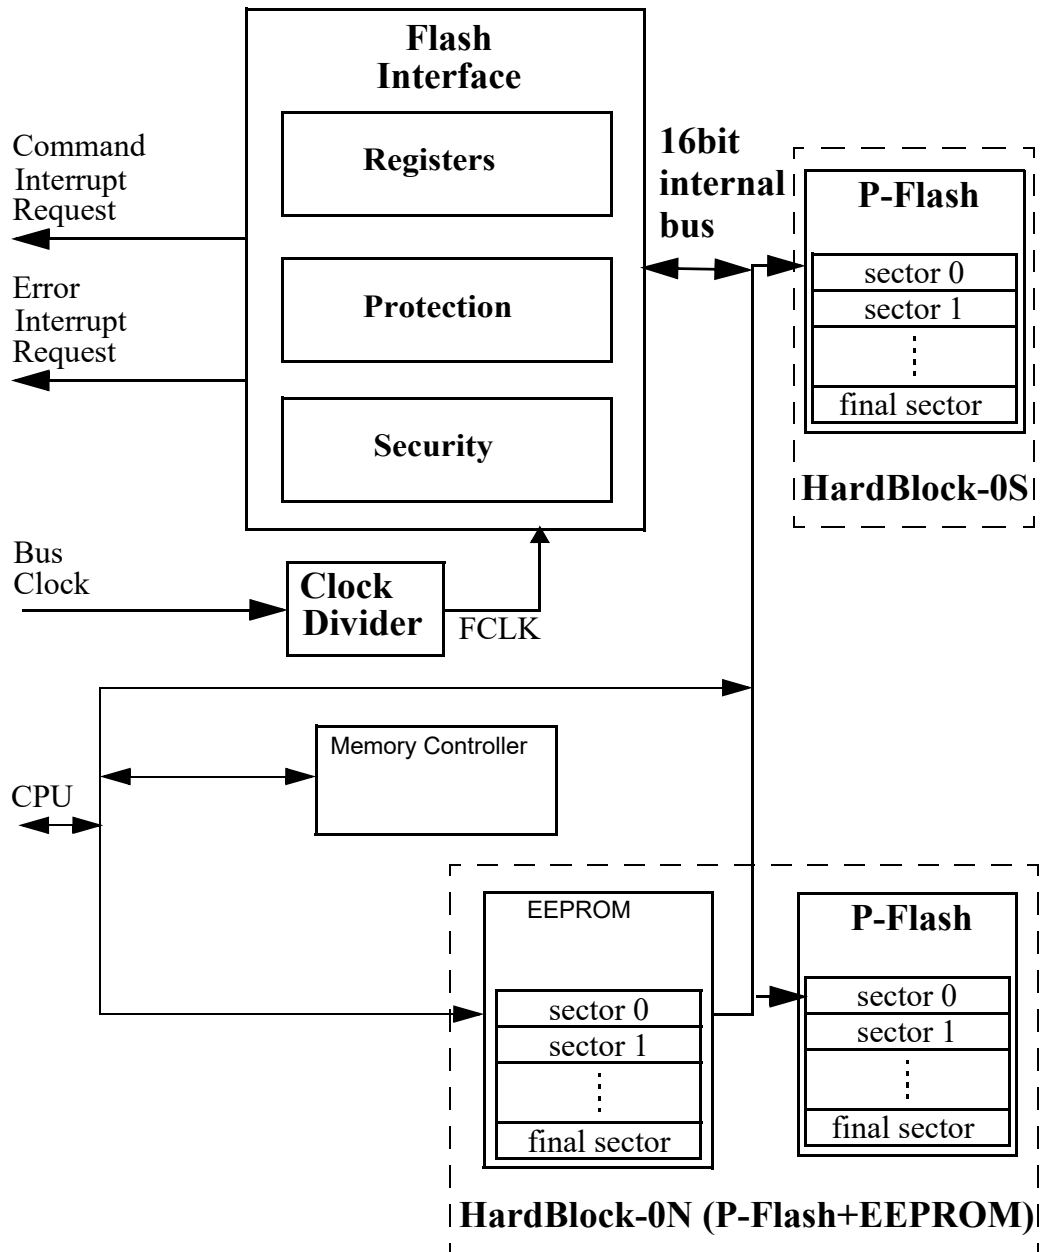 Flash
Interface
Registers
Protection
Security
Command
Interrupt
Request
Error
Interrupt
Request
16bit
internal
bus
P-Flash
sector 0
sector 1
final sector
HardBlock-0S
Bus
Clock
Clock
Divider
FCLK
Memory Controller
CPU
EEPROM
sector 0
sector 1
final sector
P-Flash
sector 0
sector 1
final sector
HardBlock-0N (P-Flash+EEPROM)